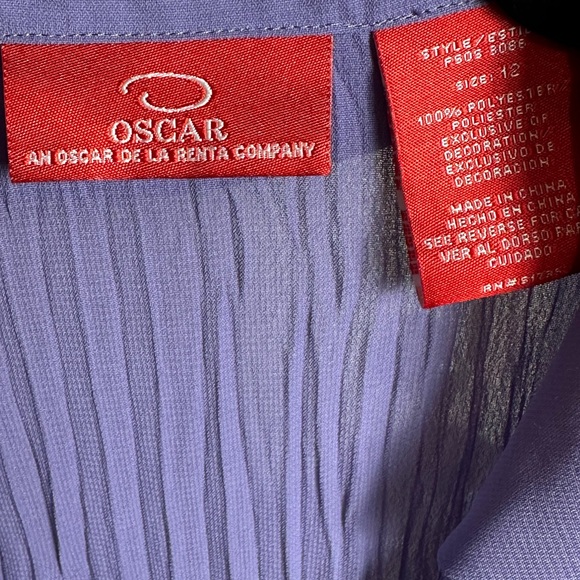 OSCAR
AN OSCAR DE LA RENTA COMPANY
STYLE/ESTIL
SIZE: 12
100% POLYESTER/
POLIESTER
EXCLUSIVE OF
DECORATION/
EXCLUSIVO DE
DECORACION
MADE IN CHINA
HECHO EN CHINA
SEE REVERSE FOR CA
VER AL DORSO PAR
CUIDADO